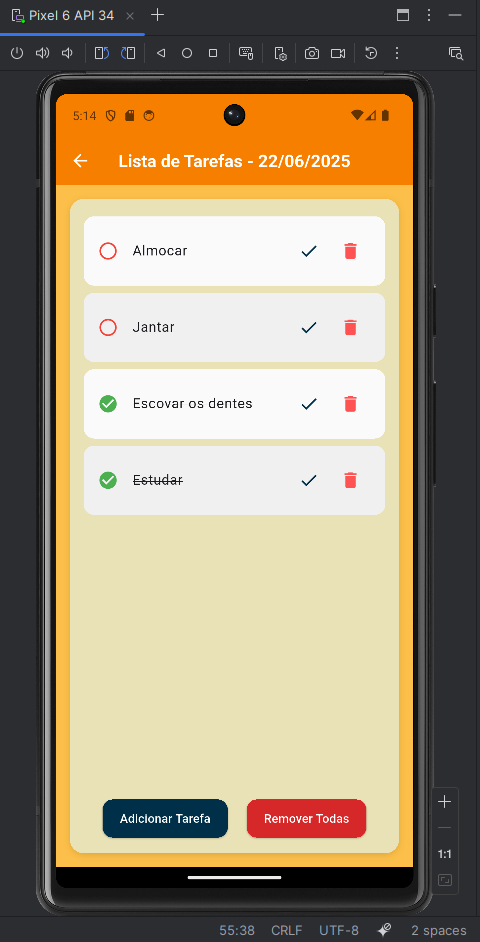 Pixel 6 API 34
5:14
Lista de Tarefas - 22/06/2025
Almocar
Jantar
Escovar os dentes
Estudar
Adicionar Tarefa
Remover Todas
1:1
55:38 CRLF UTF-8 2 spaces